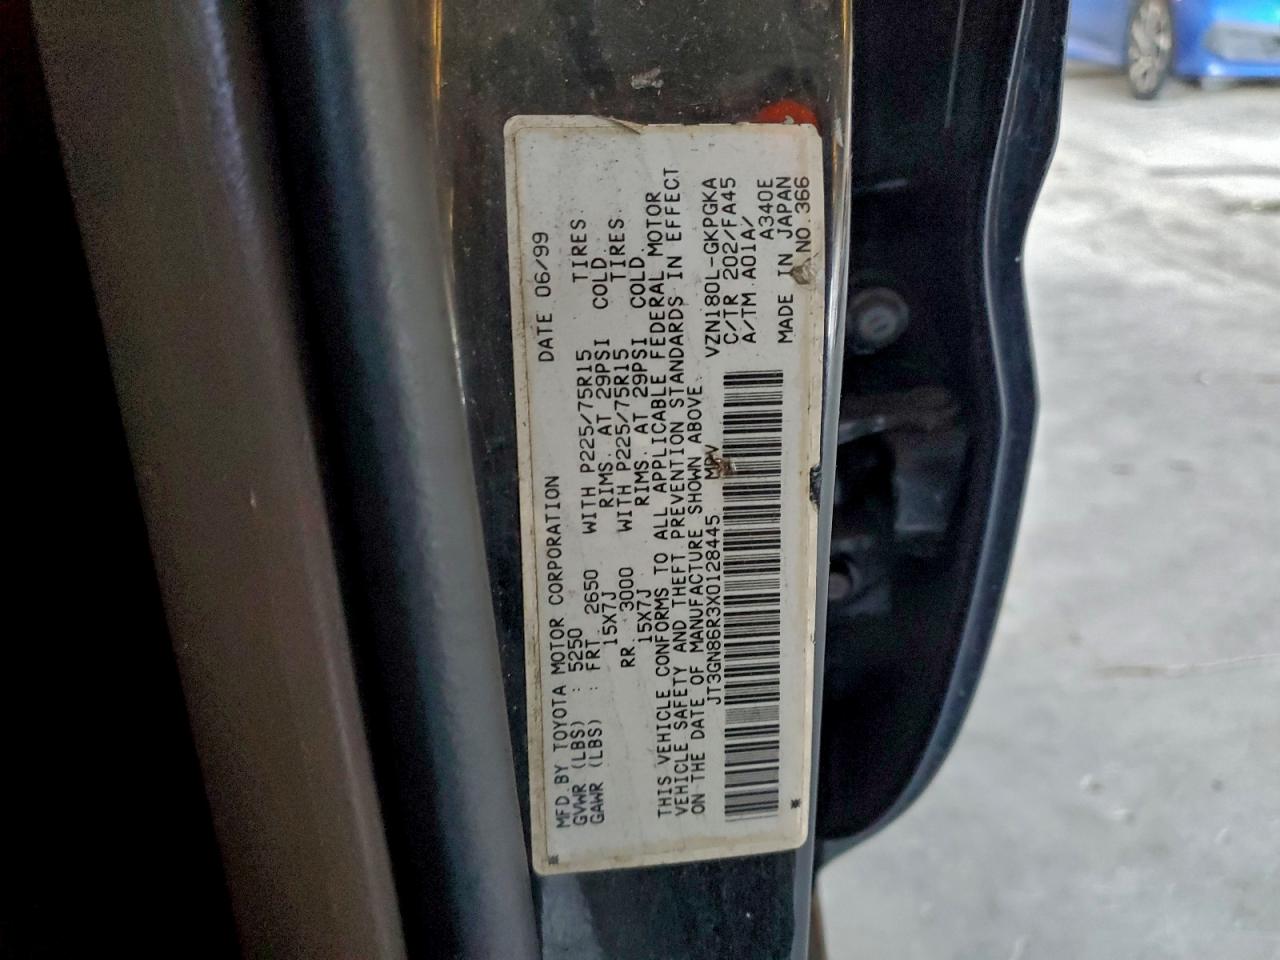 MFD.BY TOYOTA MOTOR CORPORATION DATE 06/99
GVWR (LBS) : 5250
GAWR (LBS) : FRT. 2650 WITH P225/75R15 TIRES.
15X7J RIMS. AT 29PSI COLD.
RR. 3000 WITH P225/75R15 TIRES.
15X7J RIMS. AT 29PSI COLD.
THIS VEHICLE CONFORMS TO ALL APPLICABLE FEDERAL MOTOR
VEHICLE SAFETY AND THEFT PREVENTION STANDARDS IN EFFECT
ON THE DATE OF MANUFACTURE SHOWN ABOVE.
JT3GN86R3X0128445 MPV VZN180L-GKPGKA
C/TR 202/FA45
A/TM A01A/
A340E
MADE IN JAPAN
NO.366